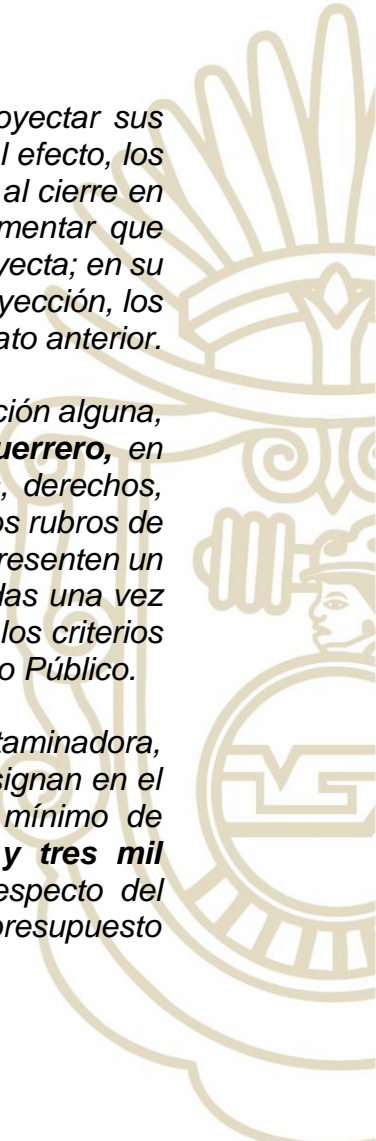 oyectar sus
l efecto, los
al cierre en
mentar que
yecta; en su
yección, los
ato anterior.
ción alguna,
uerrero, en
, derechos,
os rubros de
resenten un
das una vez
los criterios
o Público.
taminadora,
signan en el
mínimo de
y tres mil
especto del
presupuesto